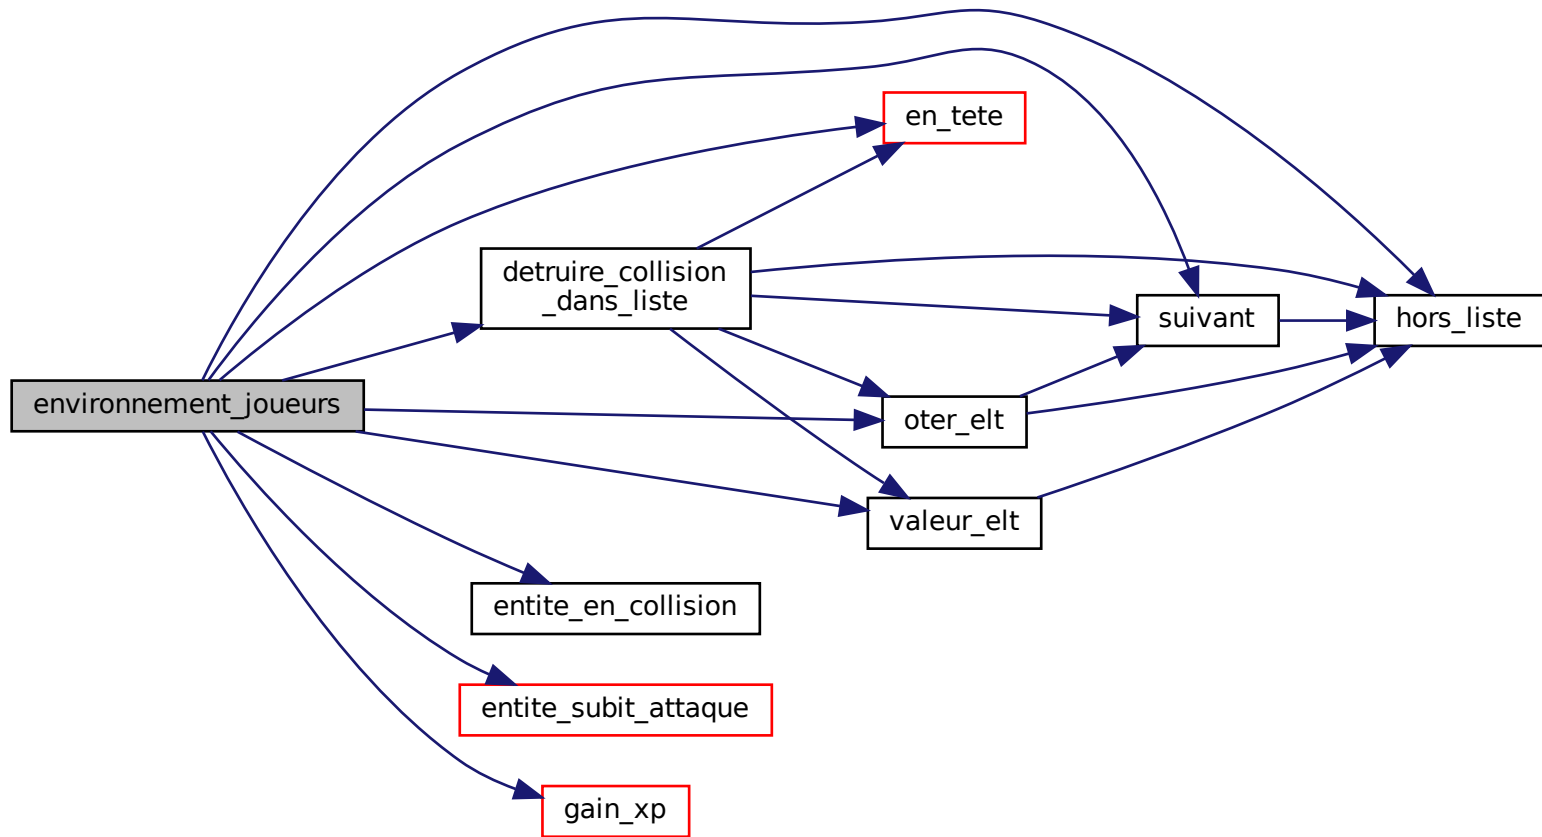 en_tete
detruire_collision
_dans_liste
suivant
hors_liste
environnement_joueurs
oter_elt
valeur_elt
entite_en_collision
entite_subit_attaque
gain_xp